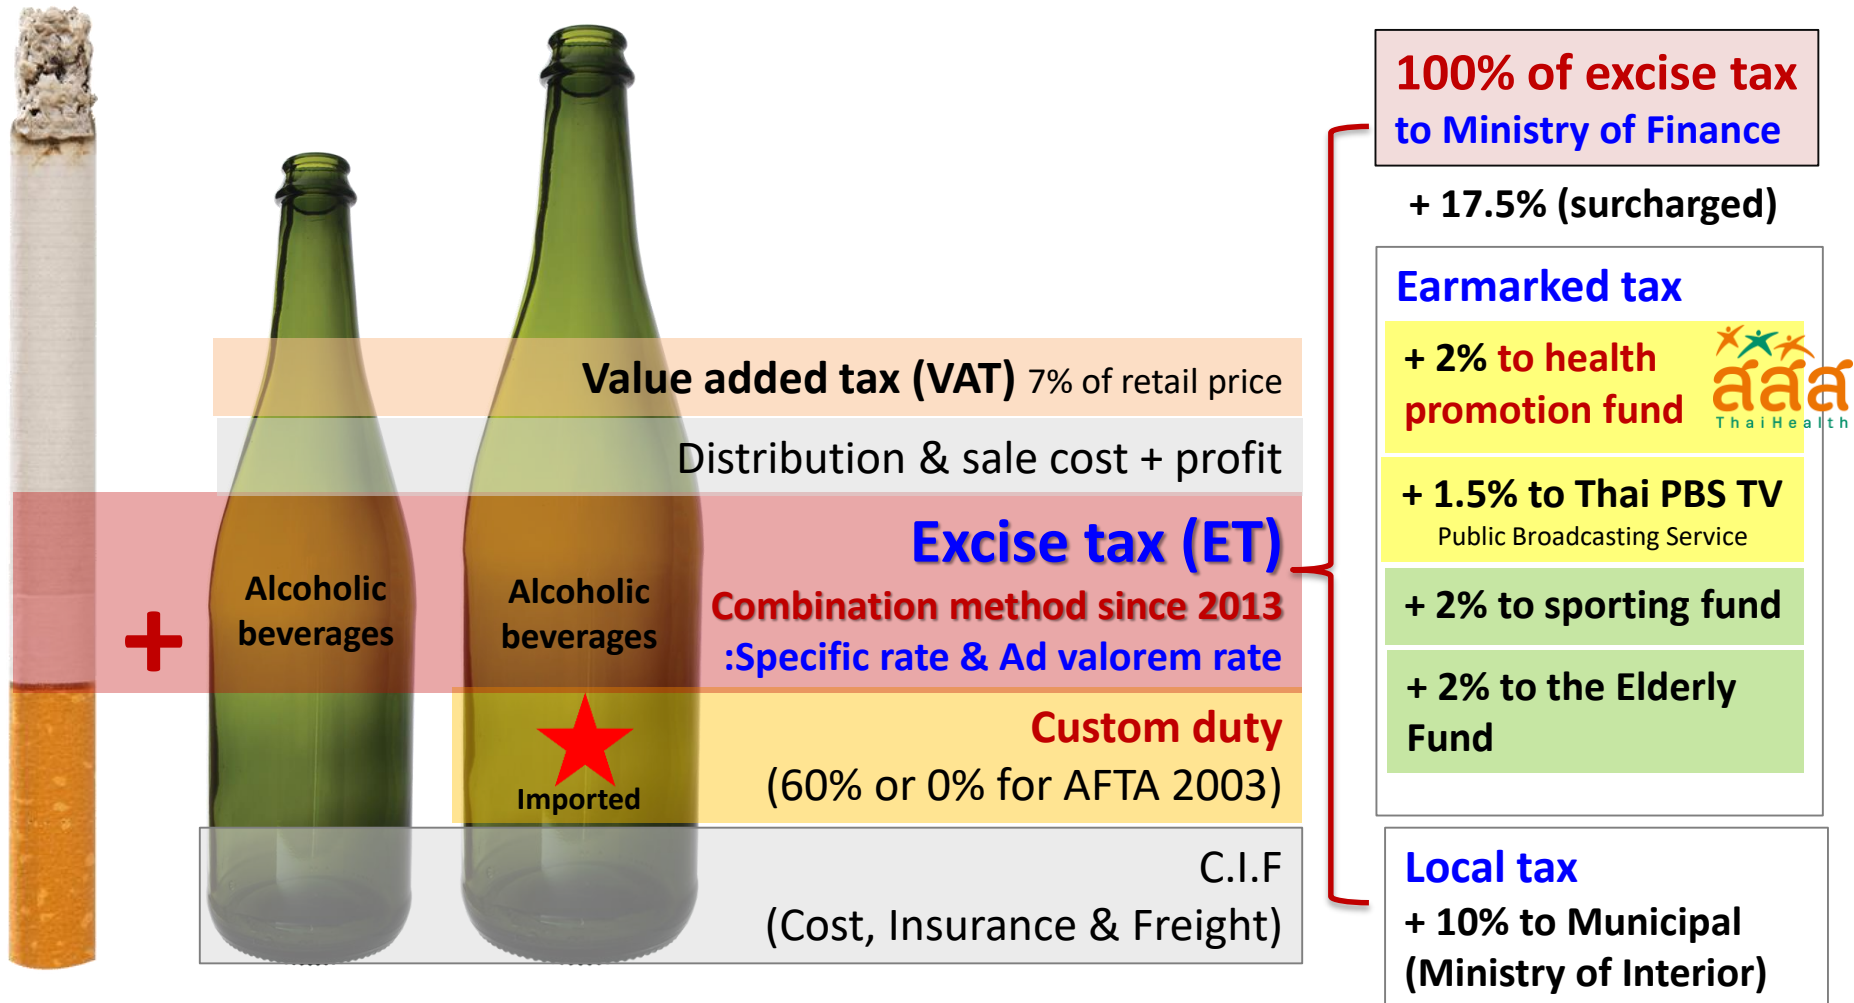 100% of excise tax
to Ministry of Finance
+ 17.5% (surcharged)
Earmarked tax
+ 2% to health
promotion fund
สสส
ThaiHealth
+ 1.5% to Thai PBS TV
Public Broadcasting Service
+ 2% to sporting fund
+ 2% to the Elderly
Fund
Local tax
+ 10% to Municipal
(Ministry of Interior)
Value added tax (VAT) 7% of retail price
Distribution & sale cost + profit
Excise tax (ET)
Combination method since 2013
:Specific rate & Ad valorem rate
+
Alcoholic
beverages
Alcoholic
beverages
Imported
Custom duty
(60% or 0% for AFTA 2003)
C.I.F
(Cost, Insurance & Freight)